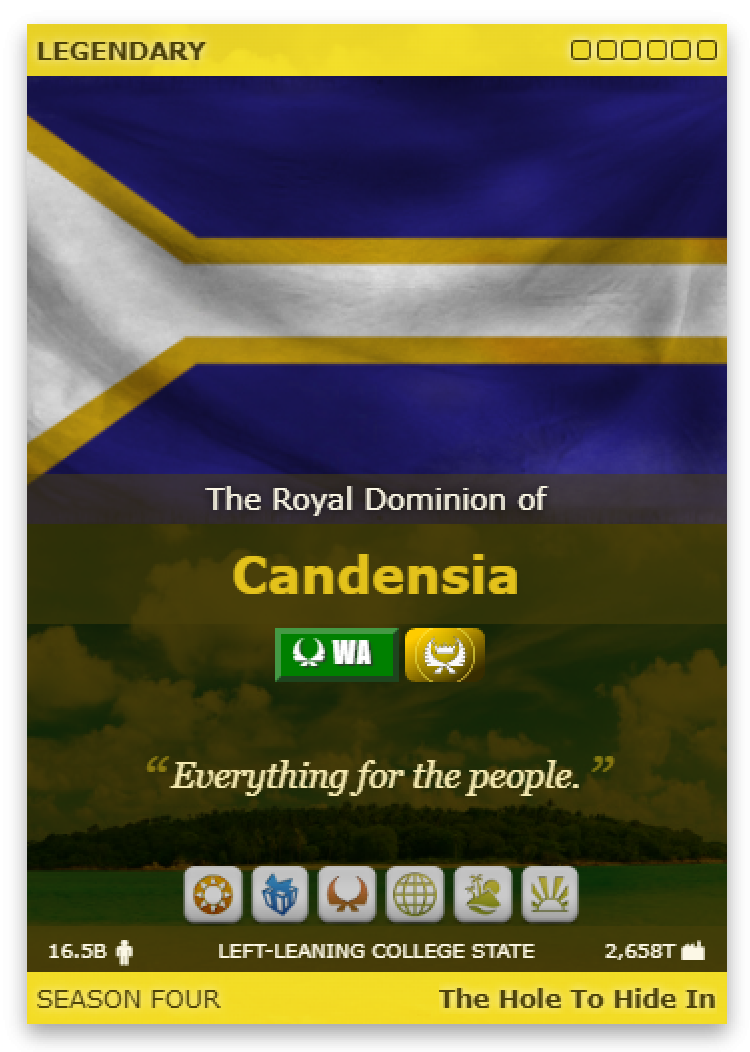 LEGENDARY
The Royal Dominion of
Candensia
WA
“Everything for the people.”
16.5B LEFT-LEANING COLLEGE STATE 2,658T
SEASON FOUR The Hole To Hide In